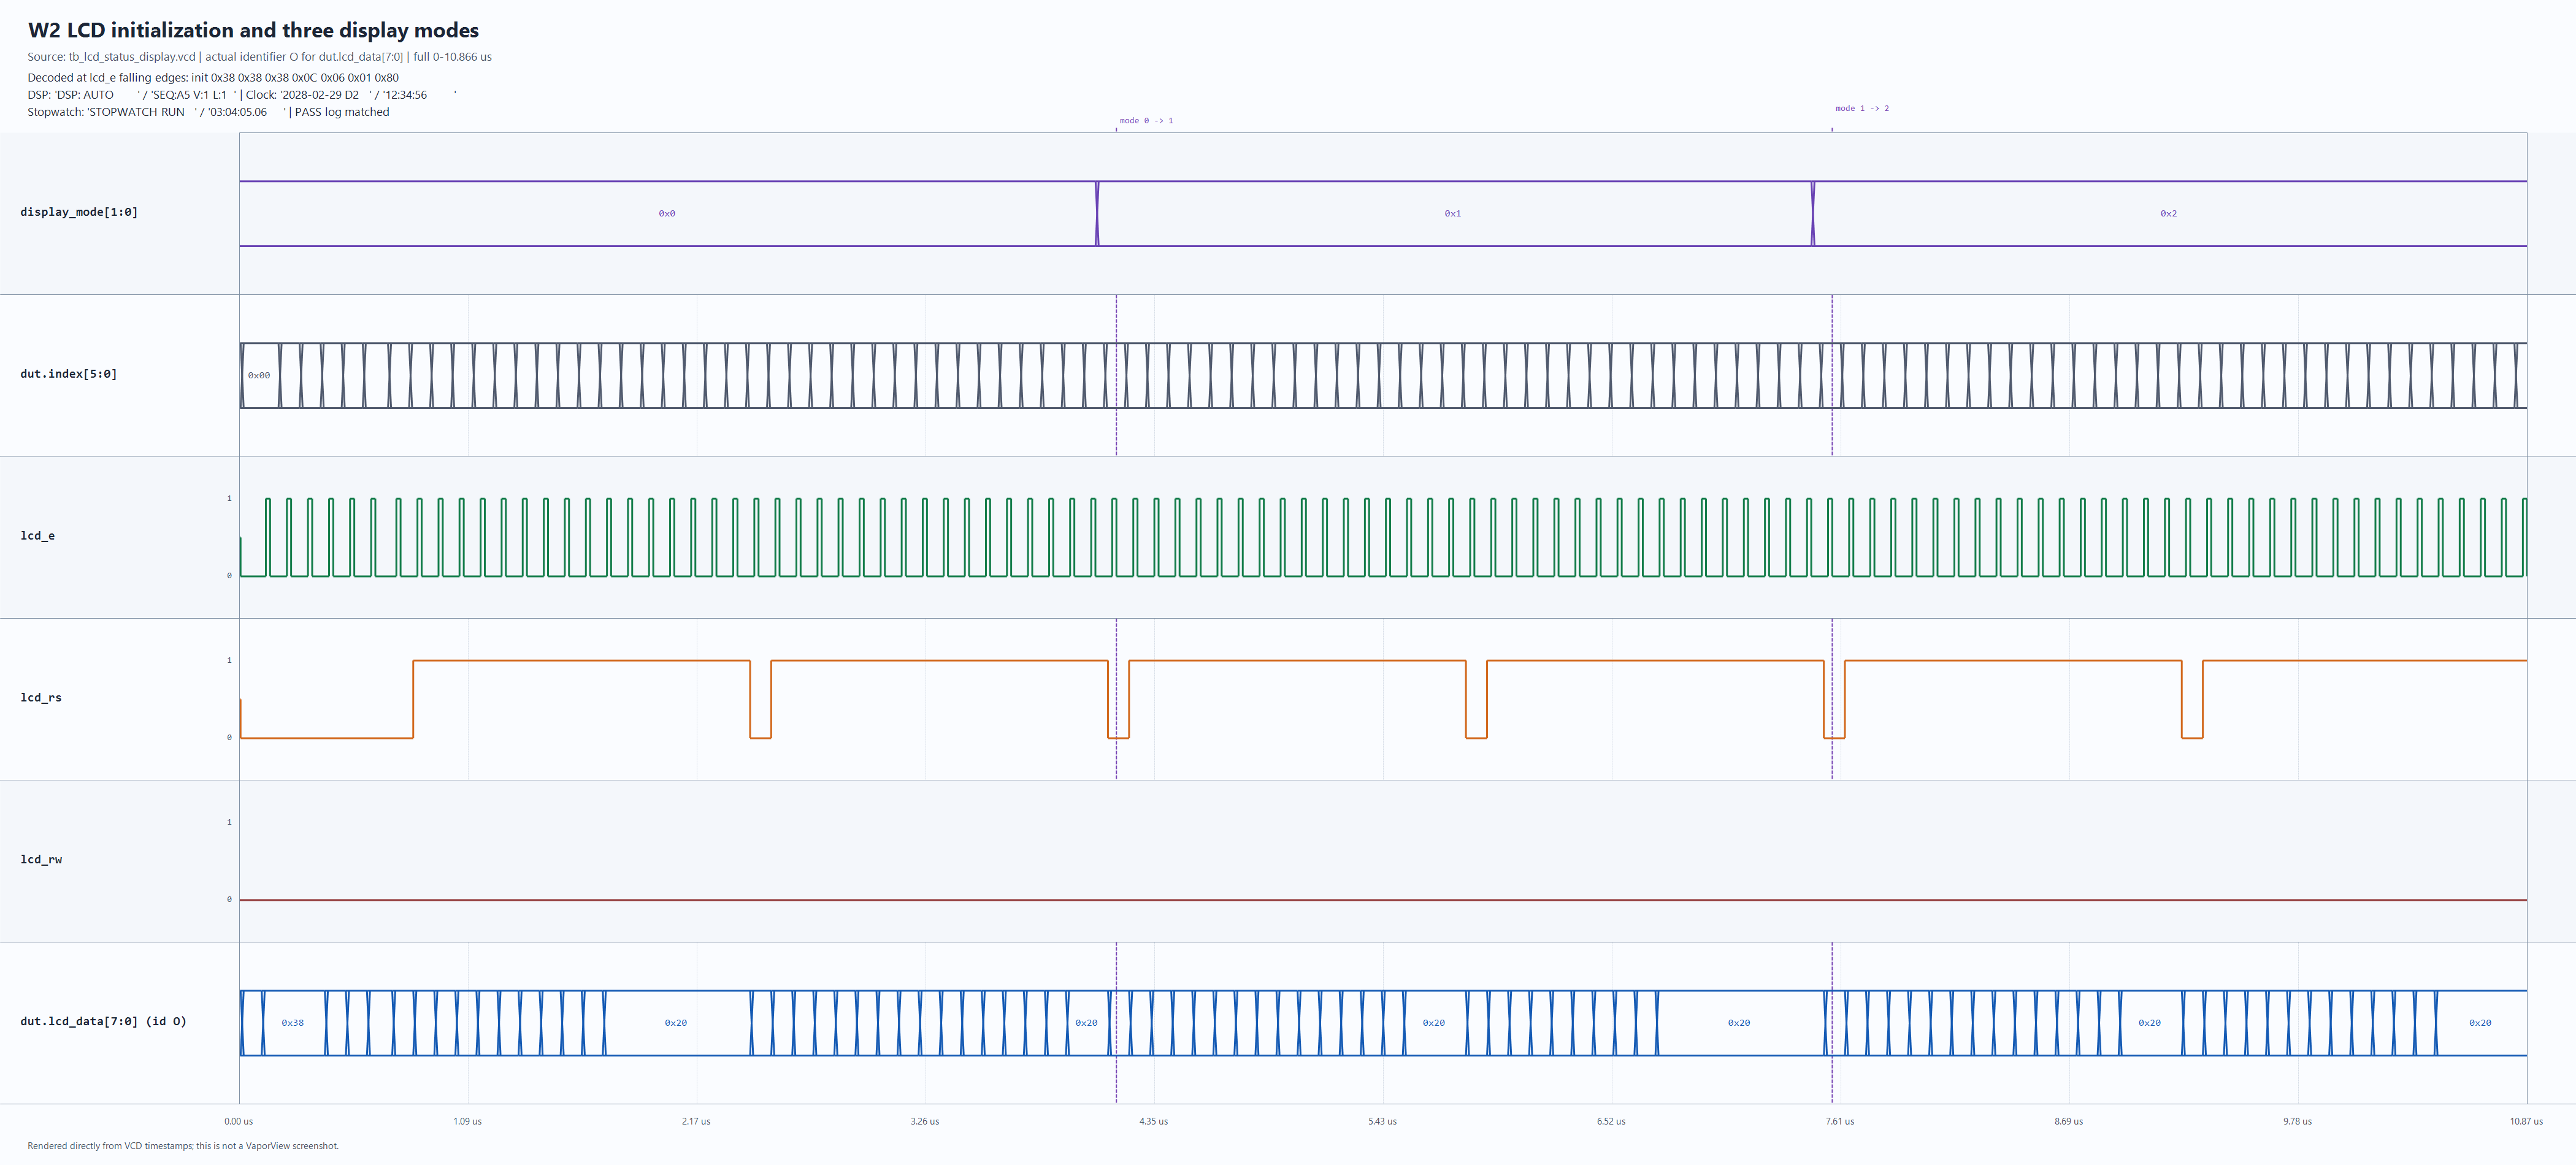 W2 LCD initialization and three display modes
Source: tb_lcd_status_display.vcd | actual identifier O for dut.lcd_data[7:0] | full 0-10.866 us
Decoded at lcd_e falling edges: init 0x38 0x38 0x38 0x0C 0x06 0x01 0x80
DSP: 'DSP: AUTO        ' / 'SEQ:A5 V:1 L:1  ' | Clock: '2028-02-29 D2   ' / '12:34:56        '
Stopwatch: 'STOPWATCH RUN   ' / '03:04:05.06     ' | PASS log matched
mode 0 -> 1
mode 1 -> 2
display_mode[1:0]
0x0
0x1
0x2
dut.index[5:0]
0x00
lcd_e
1
0
lcd_rs
1
0
lcd_rw
1
0
dut.lcd_data[7:0] (id O)
0x38
0x20
0x20
0x20
0x20
0x20
0x20
0.00 us
1.09 us
2.17 us
3.26 us
4.35 us
5.43 us
6.52 us
7.61 us
8.69 us
9.78 us
10.87 us
Rendered directly from VCD timestamps; this is not a VaporView screenshot.